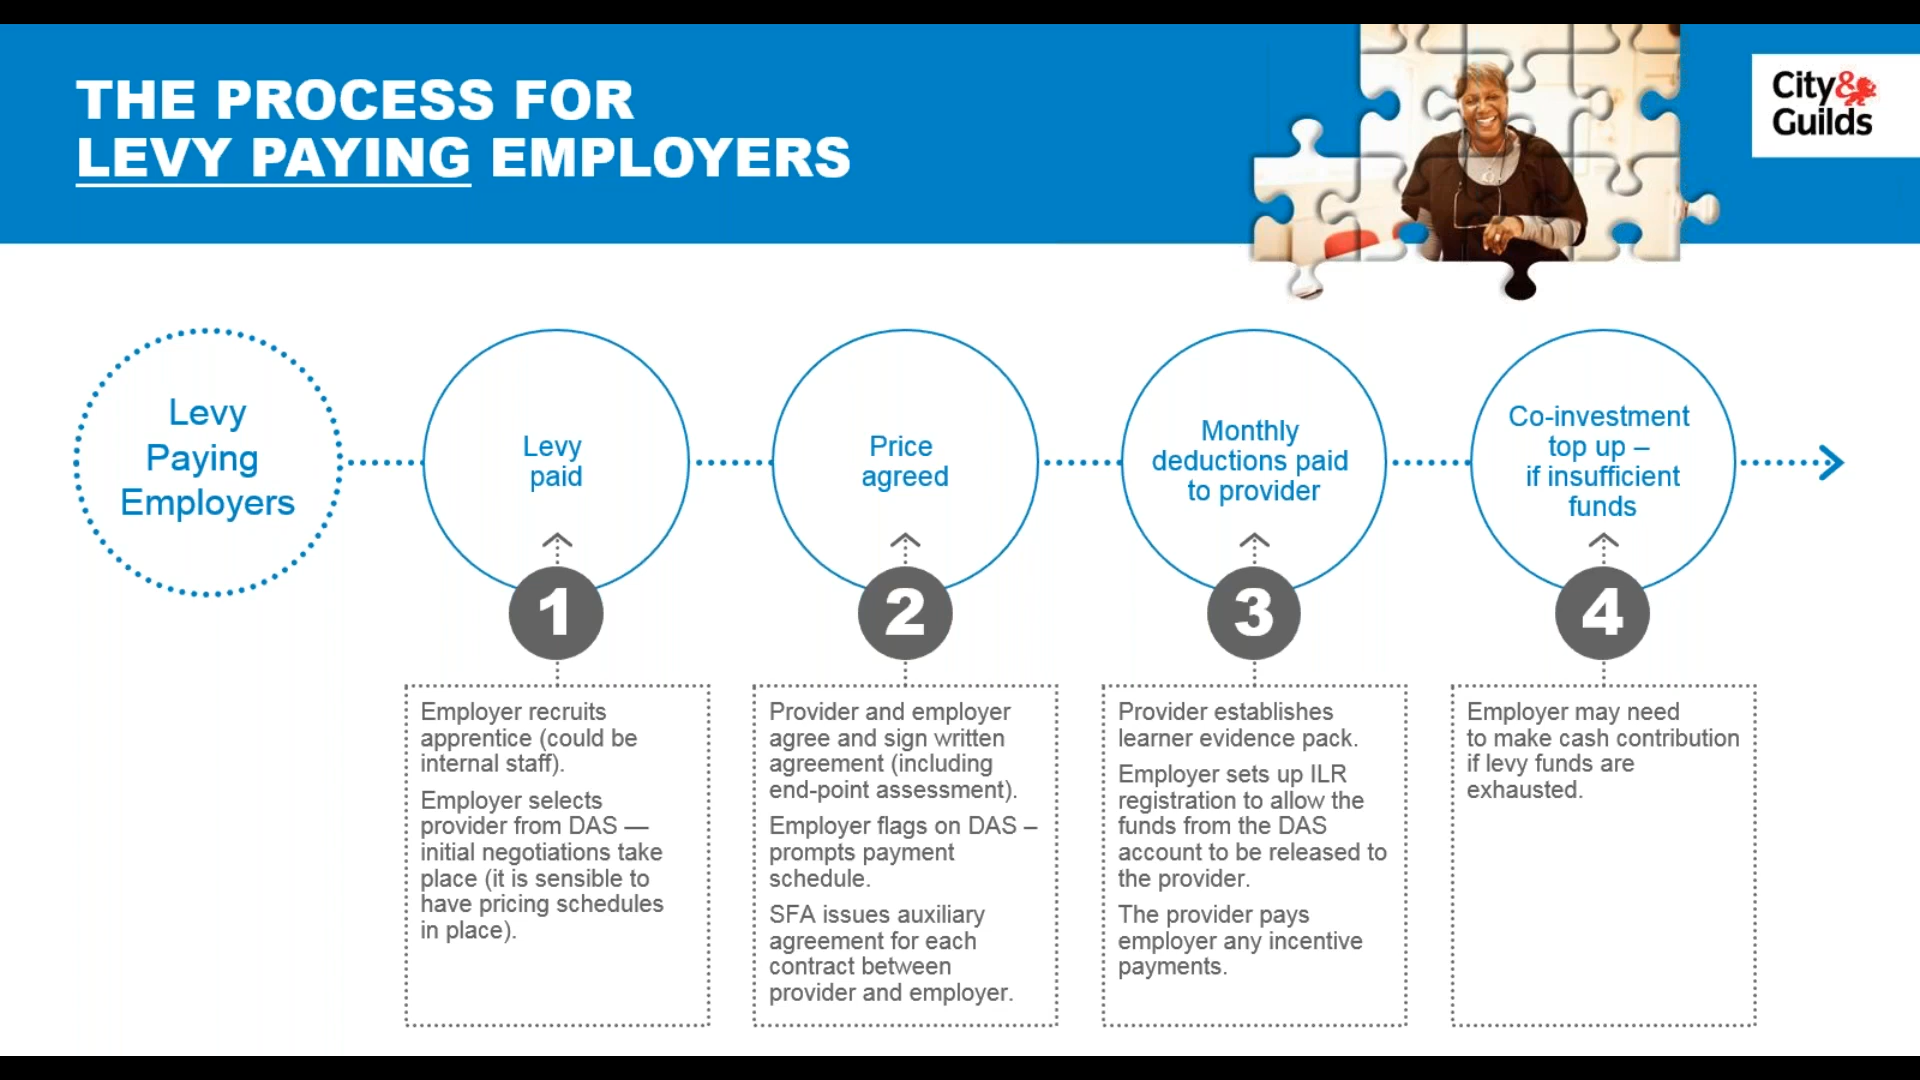 THE PROCESS FOR
LEVY PAYING EMPLOYERS
City&
Guilds
Levy
Paying
Employers
Levy
paid
Price
agreed
Monthly
deductions paid
to provider
Co-investment
top up –
if insufficient
funds
1
2
3
4
Employer recruits
apprentice (could be
internal staff).
Employer selects
provider from DAS —
initial negotiations take
place (it is sensible to
have pricing schedules
in place).
Provider and employer
agree and sign written
agreement (including
end-point assessment).
Employer flags on DAS –
prompts payment
schedule.
SFA issues auxiliary
agreement for each
contract between
provider and employer.
Provider establishes
learner evidence pack.
Employer sets up ILR
registration to allow the
funds from the DAS
account to be released to
the provider.
The provider pays
employer any incentive
payments.
Employer may need
to make cash contribution
if levy funds are
exhausted.